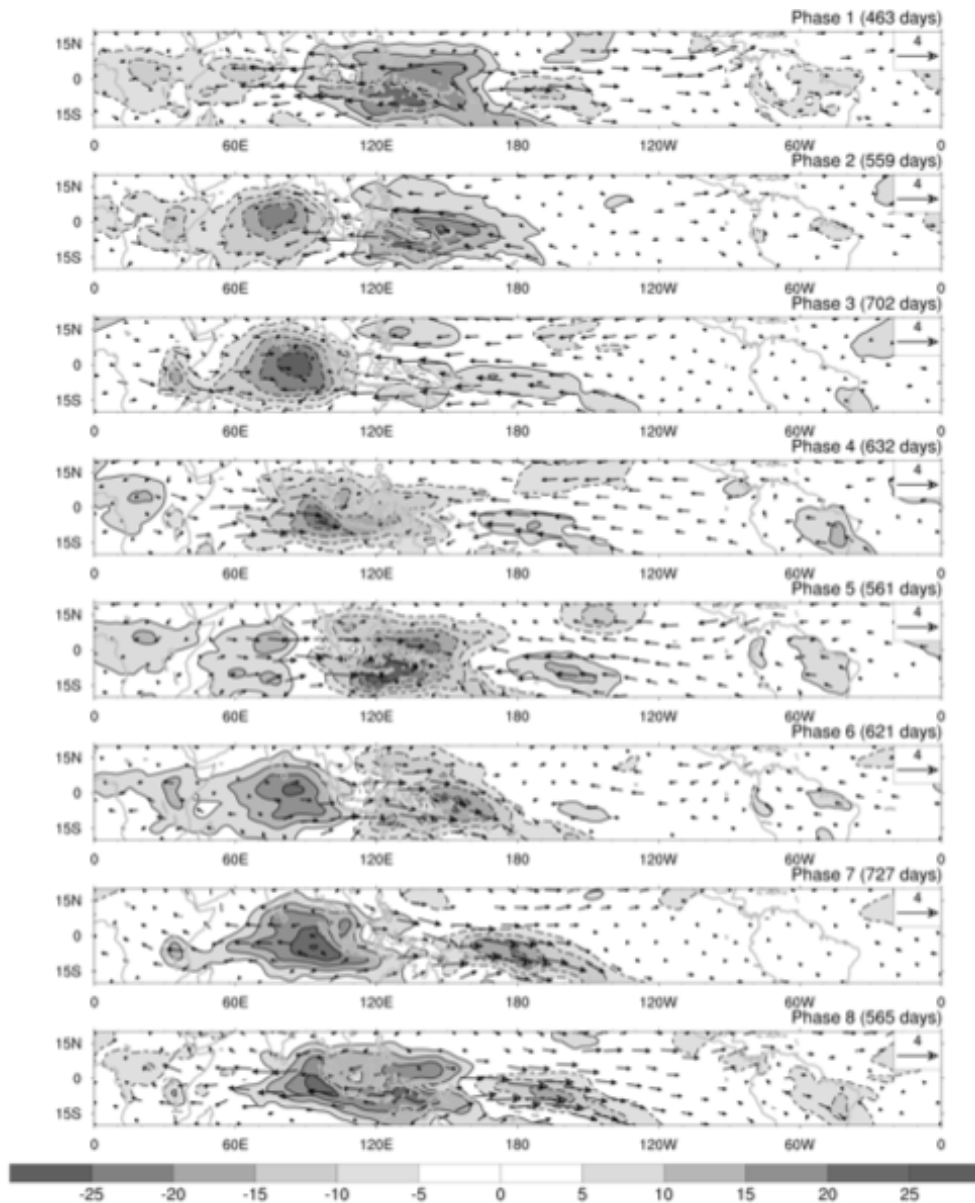 Phase 1 (463 days)
4
15N
0
15S
0 60E 120E 180 120W 60W 0
Phase 2 (559 days)
4
15N
0
15S
0 60E 120E 180 120W 60W 0
Phase 3 (702 days)
4
15N
0
15S
0 60E 120E 180 120W 60W 0
Phase 4 (632 days)
4
15N
0
15S
0 60E 120E 180 120W 60W 0
Phase 5 (561 days)
4
15N
0
15S
0 60E 120E 180 120W 60W 0
Phase 6 (621 days)
4
15N
0
15S
0 60E 120E 180 120W 60W 0
Phase 7 (727 days)
4
15N
0
15S
0 60E 120E 180 120W 60W 0
Phase 8 (565 days)
4
15N
0
15S
0 60E 120E 180 120W 60W 0
-25 -20 -15 -10 -5 0 5 10 15 20 25